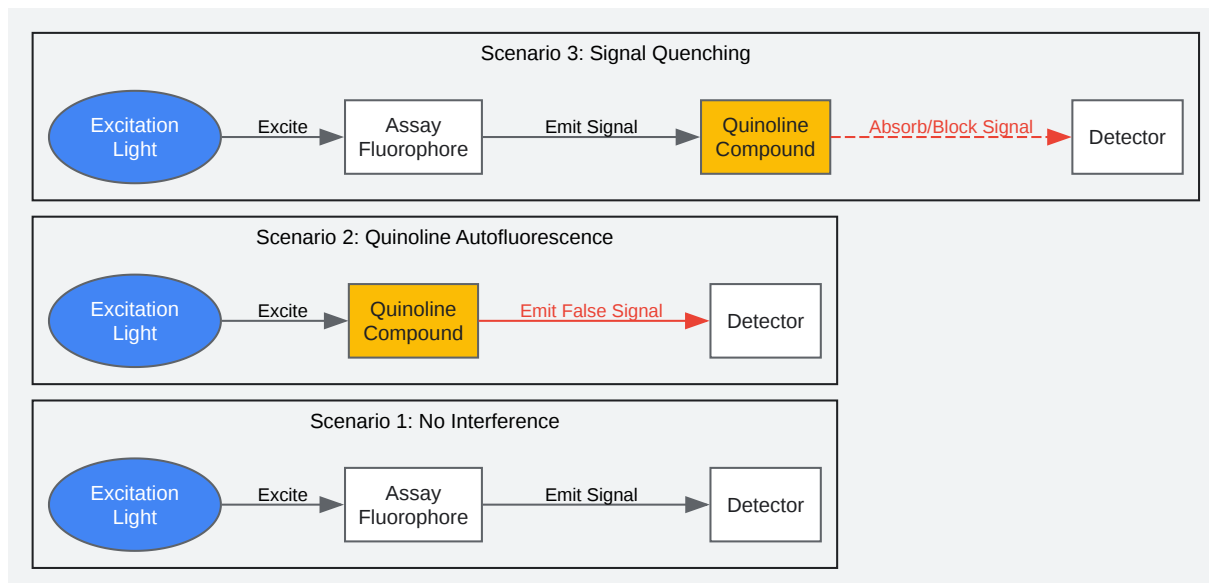 Scenario 3: Signal Quenching
Excitation
Light
Excite
Assay
Fluorophore
Emit Signal
Quinoline
Compound
Absorb/Block Signal
Detector
Scenario 2: Quinoline Autofluorescence
Excitation
Light
Excite
Quinoline
Compound
Emit False Signal
Detector
Scenario 1: No Interference
Excitation
Light
Excite
Assay
Fluorophore
Emit Signal
Detector